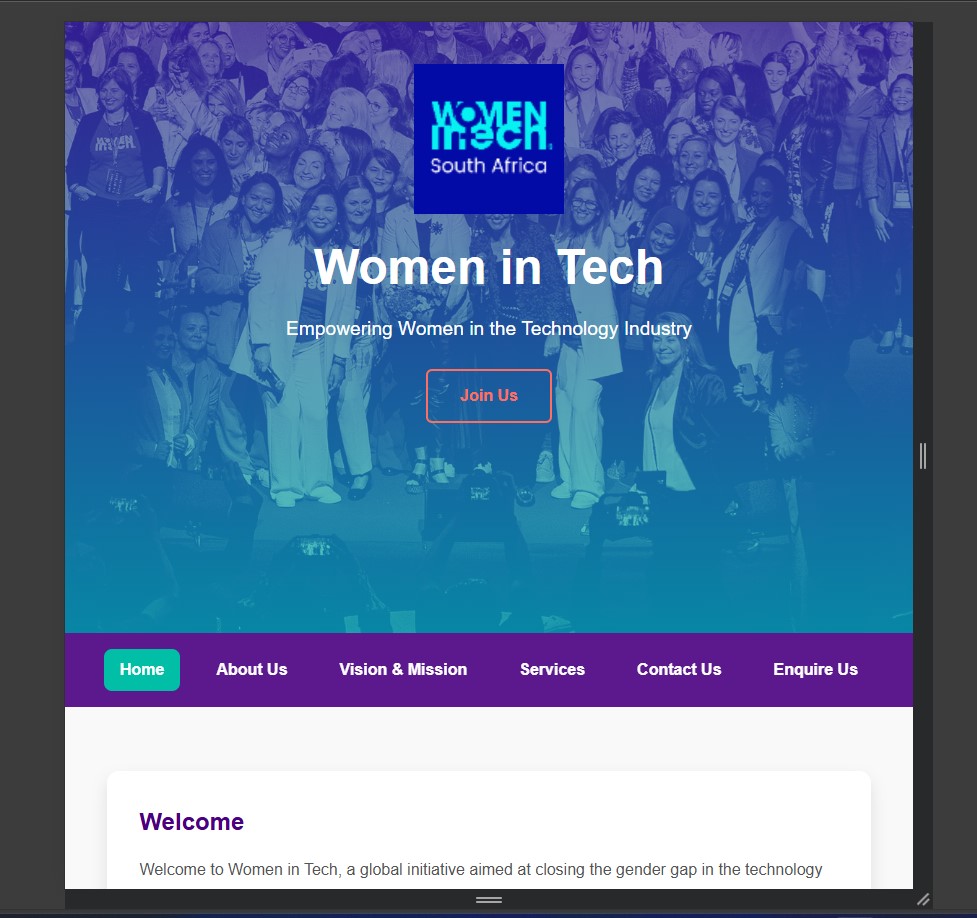 WOMEN
IN TECH
South Africa
Women in Tech
Empowering Women in the Technology Industry
Join Us
Home About Us Vision & Mission Services Contact Us Enquire Us
Welcome
Welcome to Women in Tech, a global initiative aimed at closing the gender gap in the technology